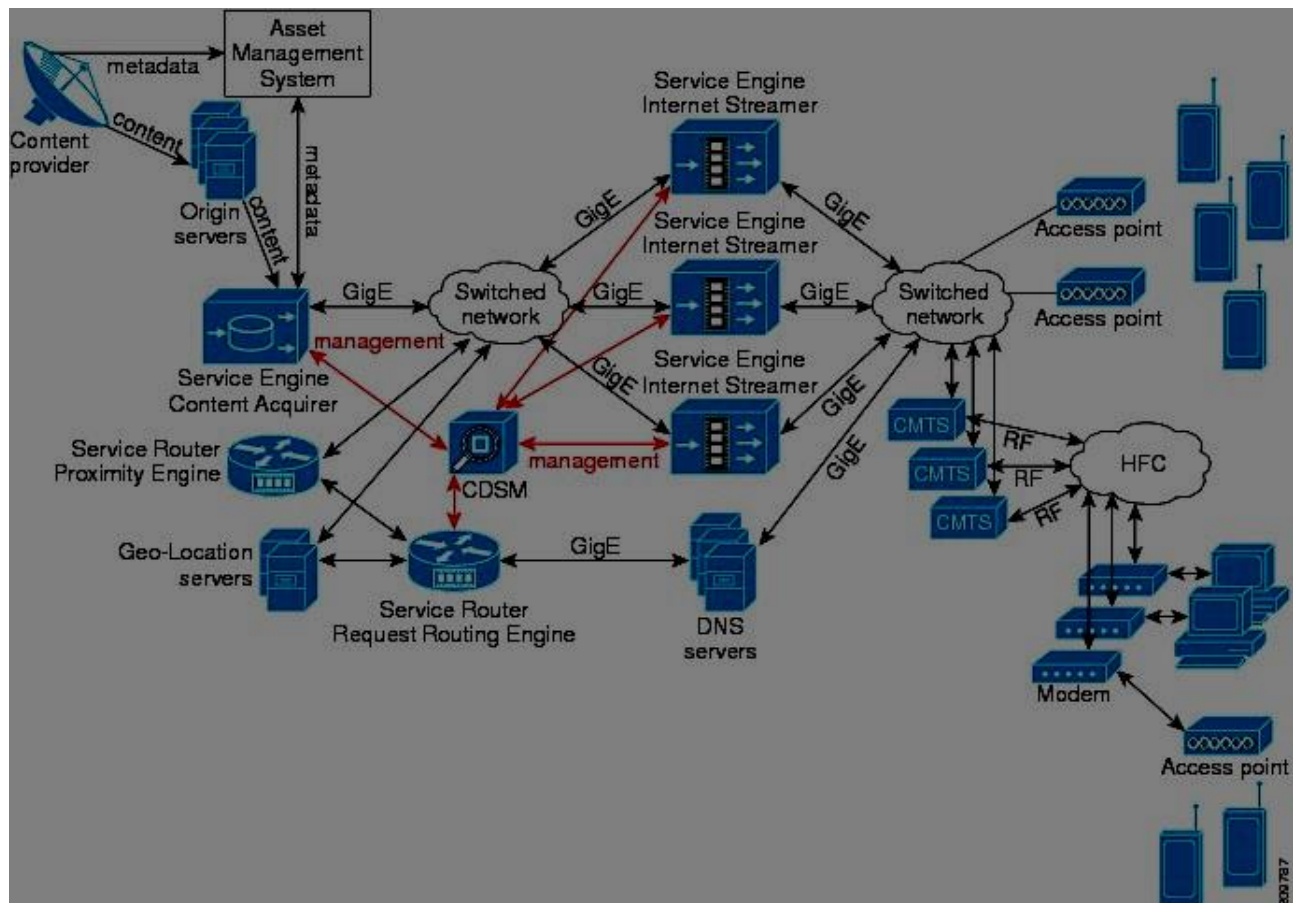 Asset
Management
System
metadata
content
Content
provider
metadata
Origin
servers
content
Service Engine
Internet Streamer
GigE
GigE
Service Engine
Internet Streamer
Access point
GigE
Switched
network
GigE
GigE
Switched
network
Access point
management
Service Engine
Content Acquirer
GigE
Service Engine
Internet Streamer
GigE
Service Router
Proximity Engine
CDSM
management
GigE
CMTS
RF
CMTS
RF
CMTS
RF
HFC
Geo-Location
servers
GigE
Service Router
Request Routing Engine
DNS
servers
Modem
Access point
209787